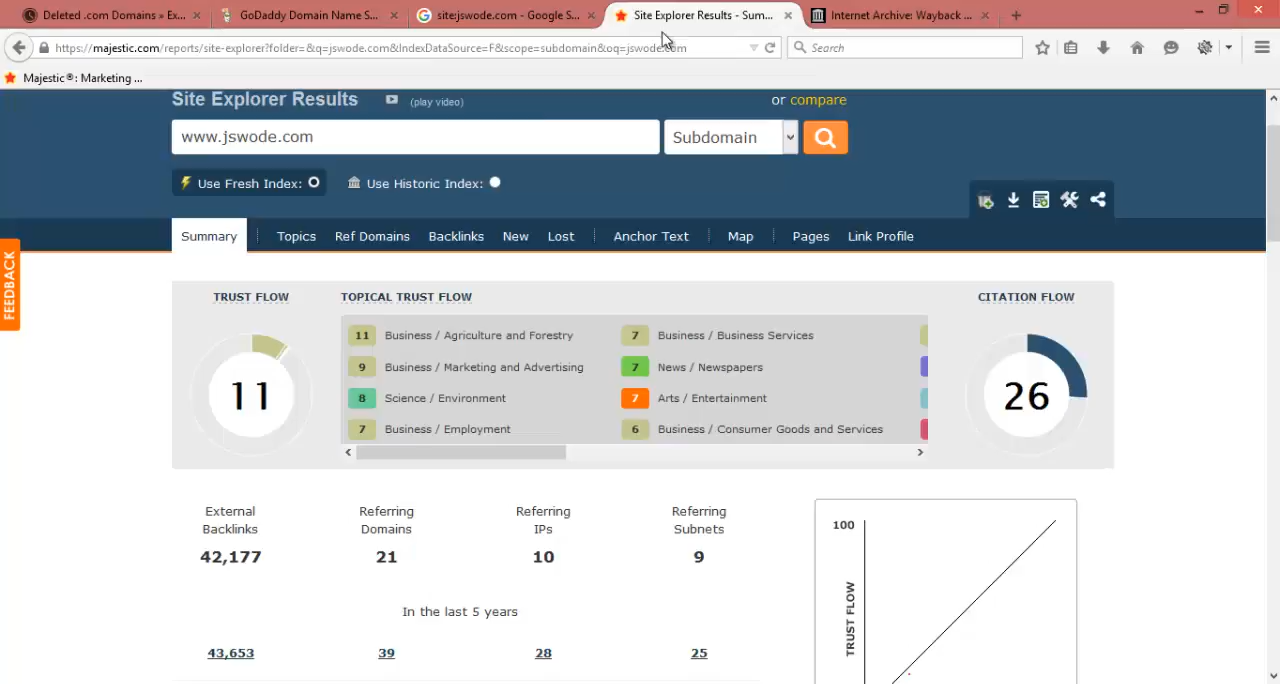 Deleted .com Domains » Ex...
GoDaddy Domain Name S...
site:jswode.com - Google S...
Site Explorer Results - Sum...
Internet Archive: Wayback ...
https://majestic.com/reports/site-explorer?folder=&q=jswode.com&IndexDataSource=F&scope=subdomain&oq=jswode.com
Search
Majestic®: Marketing ...
Site Explorer Results
(play video)
or compare
www.jswode.com
Subdomain
Use Fresh Index:
Use Historic Index:
Summary
Topics
Ref Domains
Backlinks
New
Lost
Anchor Text
Map
Pages
Link Profile
FEEDBACK
TRUST FLOW
TOPICAL TRUST FLOW
CITATION FLOW
11 Business / Agriculture and Forestry
7 Business / Business Services
9 Business / Marketing and Advertising
7 News / Newspapers
8 Science / Environment
7 Arts / Entertainment
7 Business / Employment
6 Business / Consumer Goods and Services
11
26
External
Backlinks
Referring
Domains
Referring
IPs
Referring
Subnets
42,177
21
10
9
In the last 5 years
43,653
39
28
25
100
TRUST FLOW